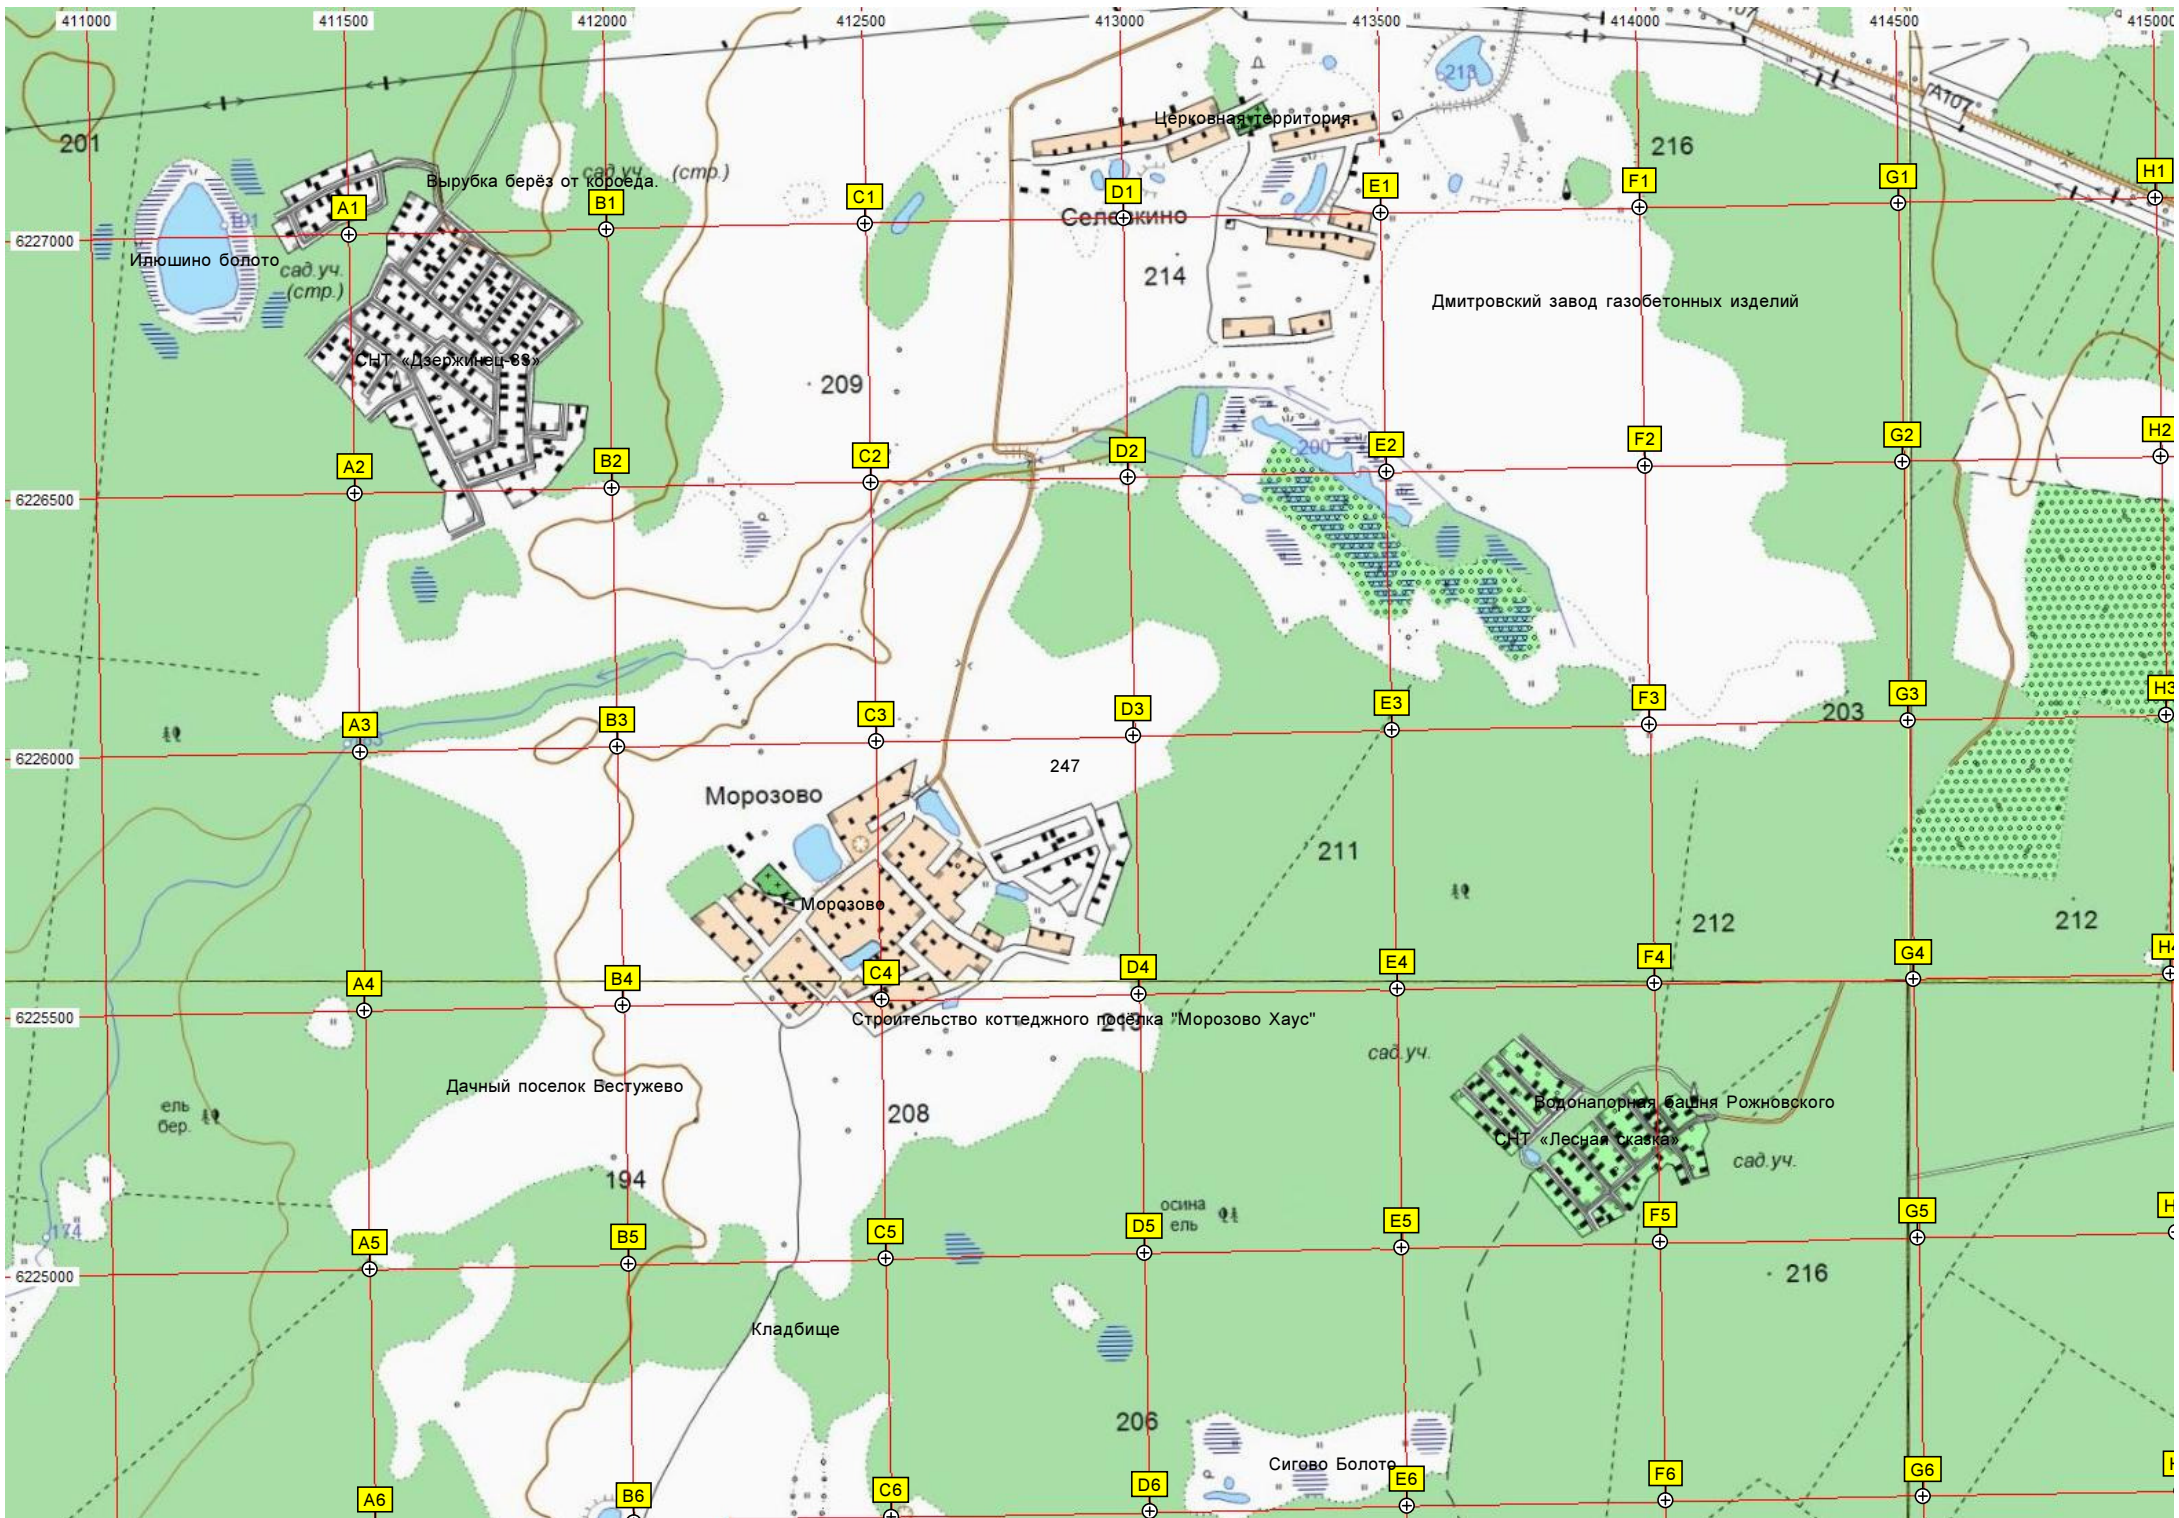 411000 411500 412000 412500 413000 413500 414000 414500
A107
213
Церковная территория
201
216
Вырубка берёз от короеда.
сад.уч. (стр.)
A1 B1 C1 D1 E1 F1 G1 H1
191
Селевкино
6227000
Илюшино болото
сад.уч.
(стр.)
214
Дмитровский завод газобетонных изделий
СНТ «Дзержинец-83»
209
A2 B2 C2 D2 E2 F2 G2 H2
200
6226500
A3 B3 C3 D3 E3 F3 G3 H3
203
6226000
247
Морозово
211
Морозово
212
212
A4 B4 C4 D4 E4 F4 G4
6225500
Строительство коттеджного посёлка "Морозово Хаус"
213
сад.уч.
Дачный поселок Бестужево
ель
бер.
208
Водонапорная башня Рожновского
СНТ «Лесная сказка»
сад.уч.
194
осина
ель
174
A5 B5 C5 D5 E5 F5 G5
6225000
216
Кладбище
206
Сигово Болото
A6 B6 C6 D6 E6 F6 G6